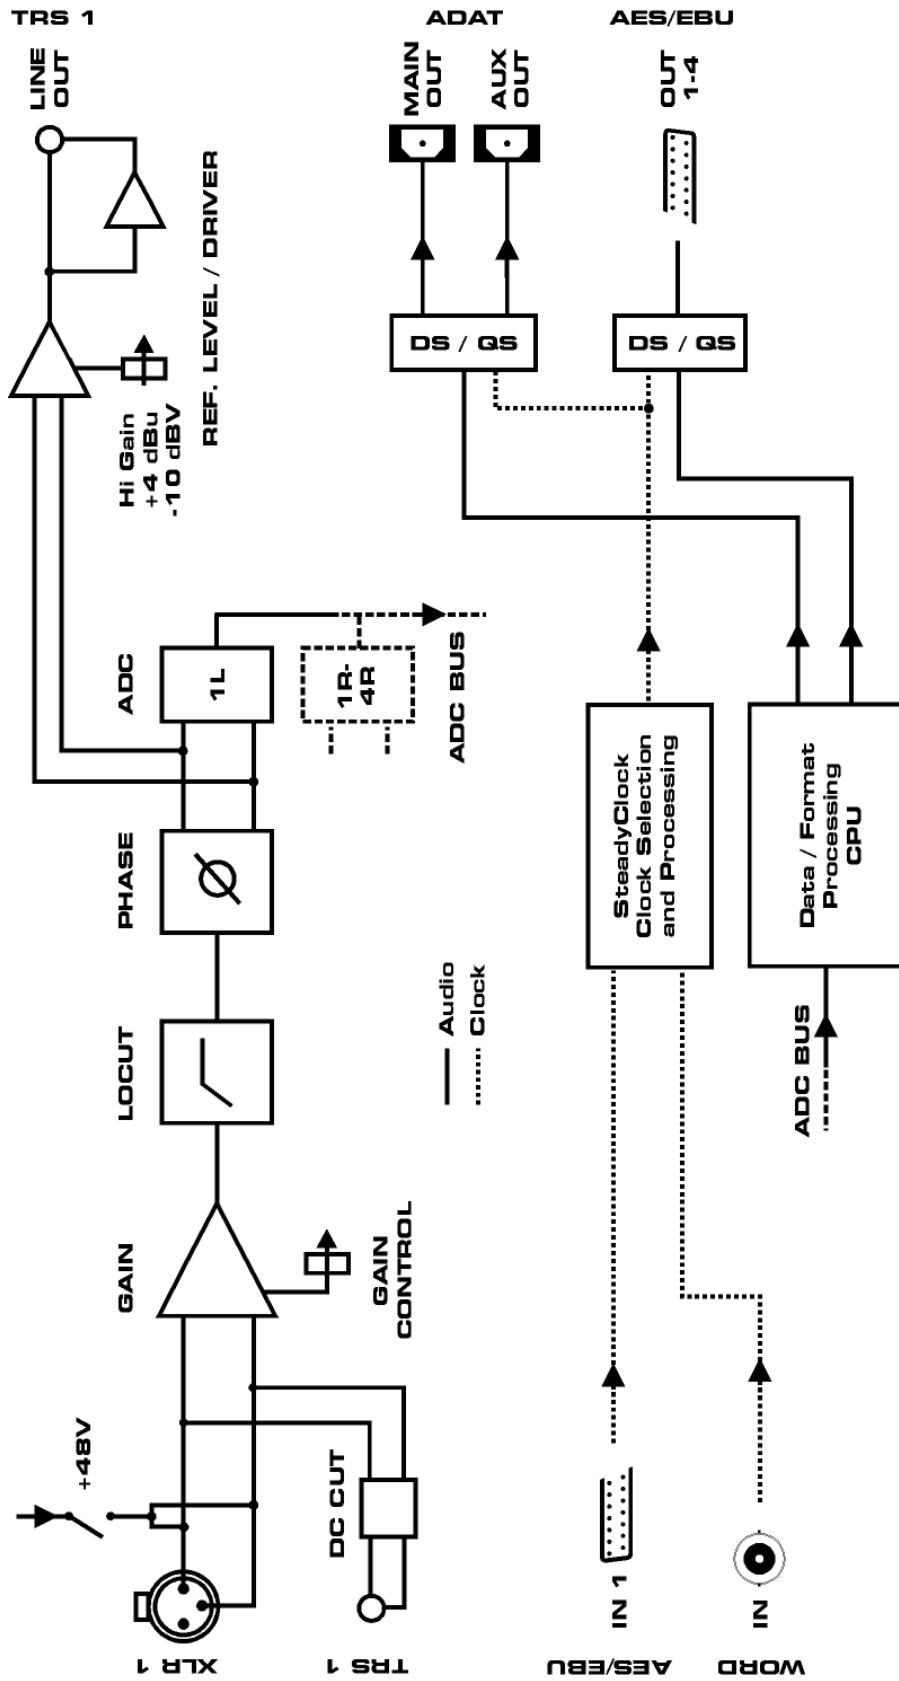 TRS 1
LINE
OUT
ADAT
MAIN
OUT
AUX
OUT
AES/EBU
OUT
1-4
REF. LEVEL / DRIVER
Hi Gain
+4 dBu
-10 dBV
DS / QS
DS / QS
ADC
1L
1R-
4R
ADC BUS
PHASE
SteadyClock
Clock Selection
and Processing
Data / Format
Processing
CPU
LOCUT
Audio
Clock
ADC BUS
GAIN
GAIN
CONTROL
+48V
DC CUT
XLR 1
TRS 1
IN 1
AES/EBU
IN
WORD